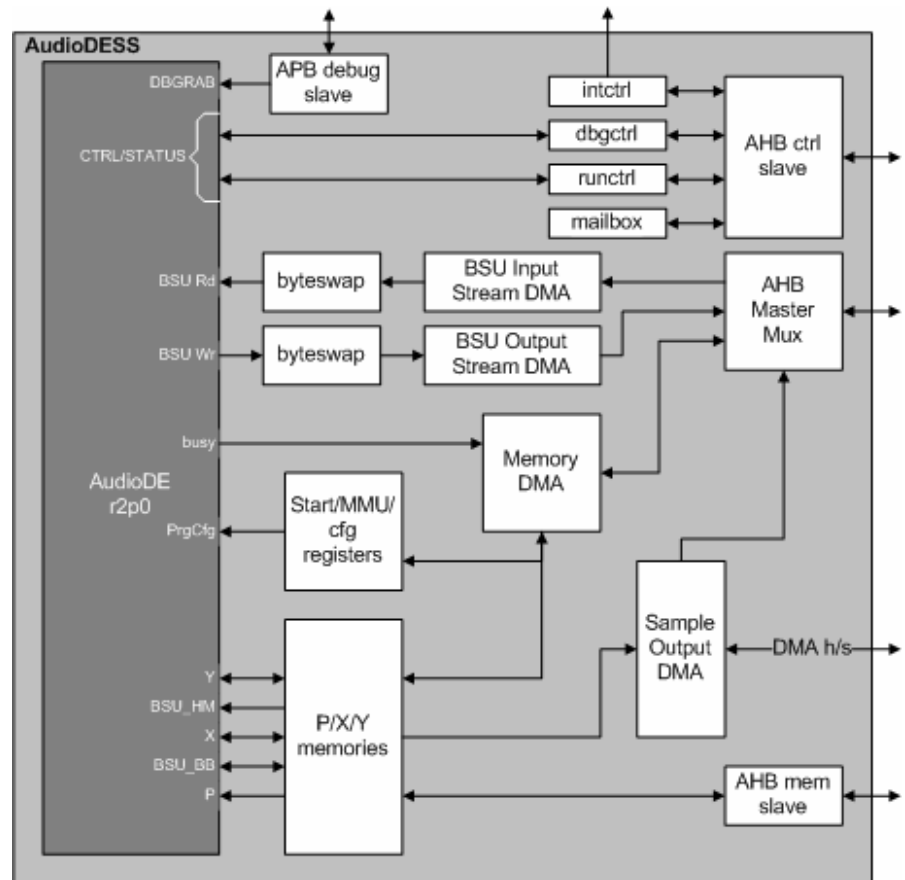 AudioDESS
DBGRAB
APB debug
slave
intctrl
CTRL/STATUS
dbgctrl
AHB ctrl
slave
runctrl
mailbox
BSU Rd
byteswap
BSU Input
Stream DMA
AHB
Master
Mux
BSU Wr
byteswap
BSU Output
Stream DMA
busy
Memory
DMA
AudioDE
r2p0
PrgCfg
Start/MMU/
cfg
registers
Sample
Output
DMA
DMA h/s
Y
BSU_HM
X
BSU_BB
P
P/X/Y
memories
AHB mem
slave